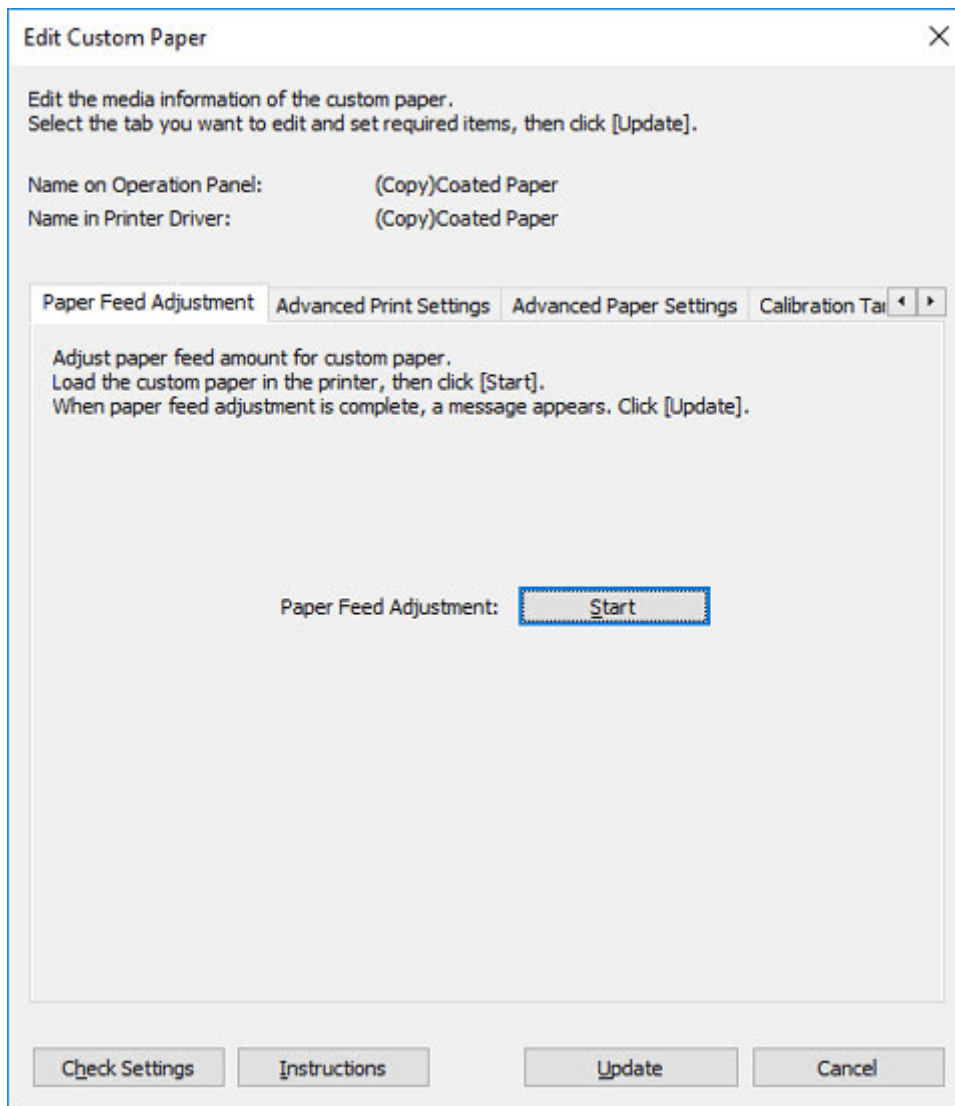 Edit Custom Paper
Edit the media information of the custom paper.
Select the tab you want to edit and set required items, then click [Update].
Name on Operation Panel: (Copy)Coated Paper
Name in Printer Driver: (Copy)Coated Paper
Paper Feed Adjustment Advanced Print Settings Advanced Paper Settings Calibration Tar
Adjust paper feed amount for custom paper.
Load the custom paper in the printer, then click [Start].
When paper feed adjustment is complete, a message appears. Click [Update].
Paper Feed Adjustment: Start
Check Settings Instructions Update Cancel